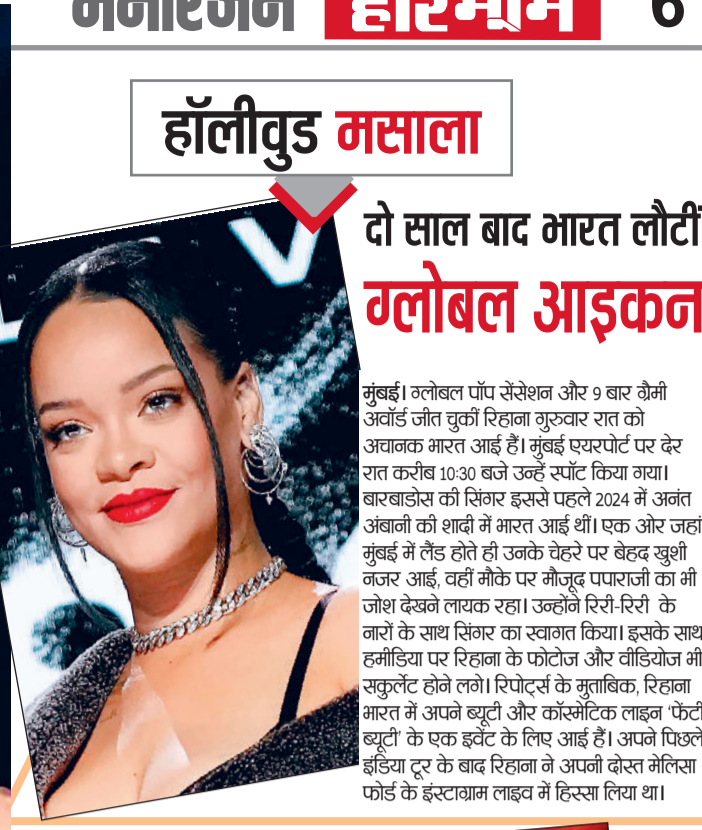 मनोरंजन हरिभूमि 6
हॉलीवुड मसाला
दो साल बाद भारत लौटीं
ग्लोबल आइकन
मुंबई। ग्लोबल पॉप सेंसेशन और 9 बार ग्रैमी
अवॉर्ड जीत चुकीं रिहाना गुरुवार रात को
अचानक भारत आई हैं। मुंबई एयरपोर्ट पर देर
रात करीब 10:30 बजे उन्हें स्पॉट किया गया।
बारबाडोस की सिंगर इससे पहले 2024 में अनंत
अंबानी की शादी में भारत आई थीं। एक ओर जहां
मुंबई में लैंड होते ही उनके चेहरे पर बेहद खुशी
नजर आई, वहीं मौके पर मौजूद पपाराजी का भी
जोश देखने लायक रहा। उन्होंने रिरी-रिरी के
नारों के साथ सिंगर का स्वागत किया। इसके साथ
हमीडिया पर रिहाना के फोटोज और वीडियोज भी
सकुर्लेट होने लगे। रिपोर्ट्स के मुताबिक, रिहाना
भारत में अपने ब्यूटी और कॉस्मेटिक लाइन 'फेंटी
ब्यूटी' के एक इवेंट के लिए आई हैं। अपने पिछले
इंडिया टूर के बाद रिहाना ने अपनी दोस्त मेलिसा
फोर्ड के इंस्टाग्राम लाइव में हिस्सा लिया था।